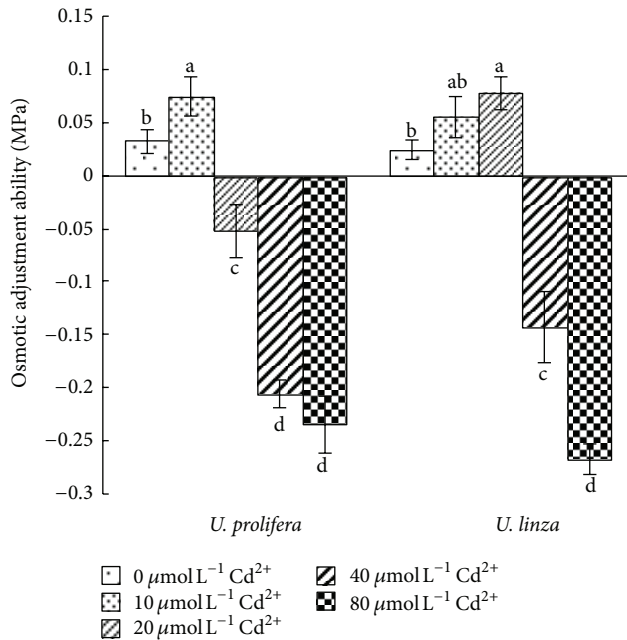 Osmotic adjustment ability (MPa)
0.15
0.1
0.05
0
−0.05
−0.1
−0.15
−0.2
−0.25
−0.3
b
a
c
d
d
b
ab
a
c
d
U. prolifera
U. linza
0 μmol L⁻¹ Cd²⁺
10 μmol L⁻¹ Cd²⁺
20 μmol L⁻¹ Cd²⁺
40 μmol L⁻¹ Cd²⁺
80 μmol L⁻¹ Cd²⁺